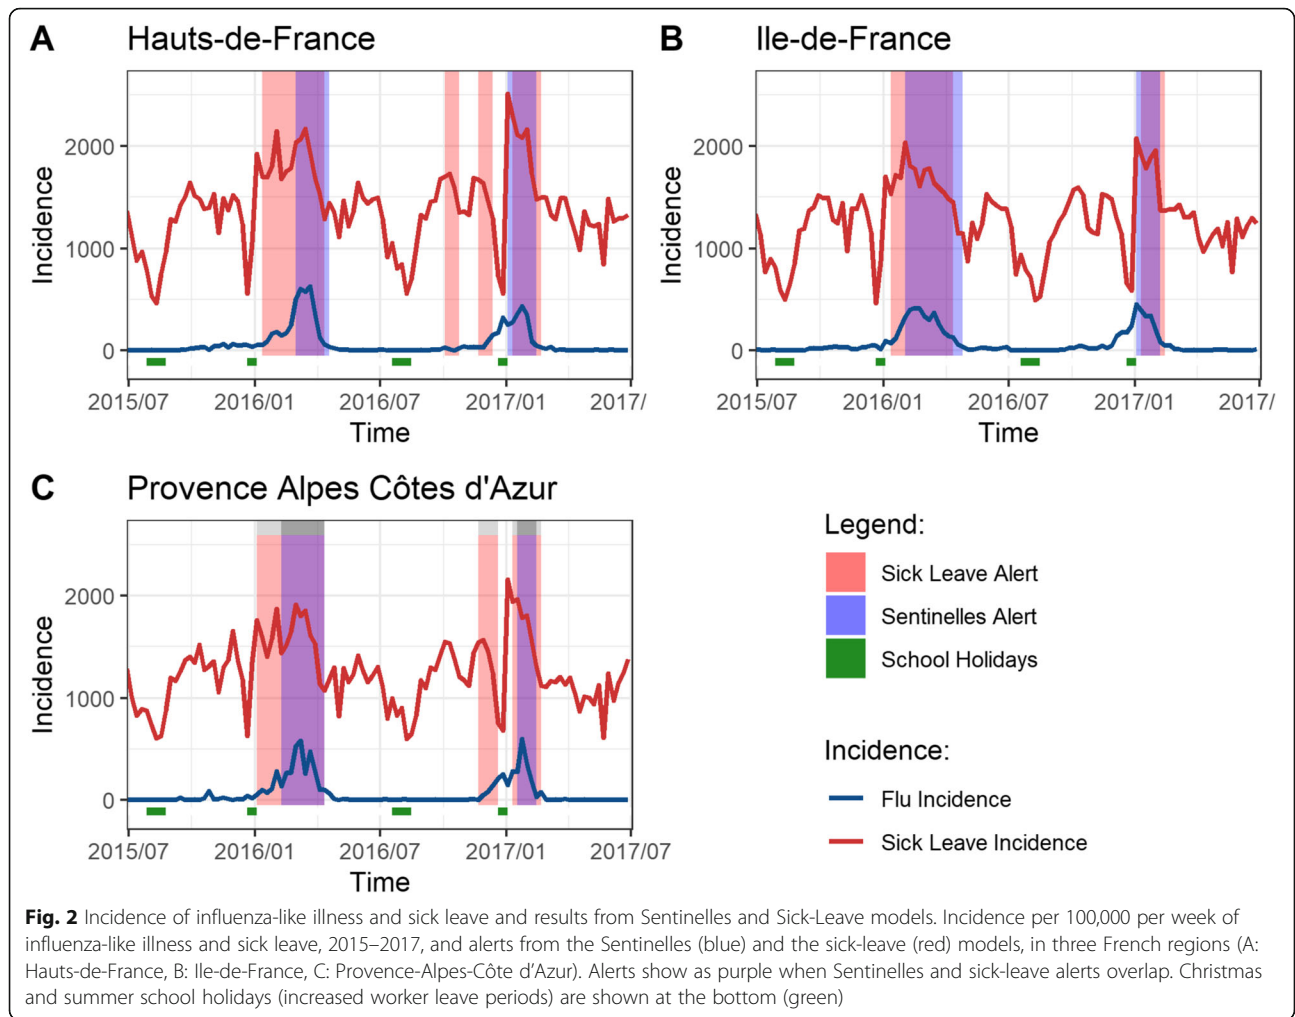 A Hauts-de-France
Incidence
2000
1000
0
2015/07 2016/01 2016/07 2017/01 2017/
Time
B Ile-de-France
Incidence
2000
1000
0
2015/07 2016/01 2016/07 2017/01 2017/
Time
C Provence Alpes Côtes d'Azur
Incidence
2000
1000
0
2015/07 2016/01 2016/07 2017/01 2017/07
Time
Legend:
Sick Leave Alert
Sentinelles Alert
School Holidays
Incidence:
Flu Incidence
Sick Leave Incidence
Fig. 2 Incidence of influenza-like illness and sick leave and results from Sentinelles and Sick-Leave models. Incidence per 100,000 per week of
influenza-like illness and sick leave, 2015–2017, and alerts from the Sentinelles (blue) and the sick-leave (red) models, in three French regions (A:
Hauts-de-France, B: Ile-de-France, C: Provence-Alpes-Côte d'Azur). Alerts show as purple when Sentinelles and sick-leave alerts overlap. Christmas
and summer school holidays (increased worker leave periods) are shown at the bottom (green)